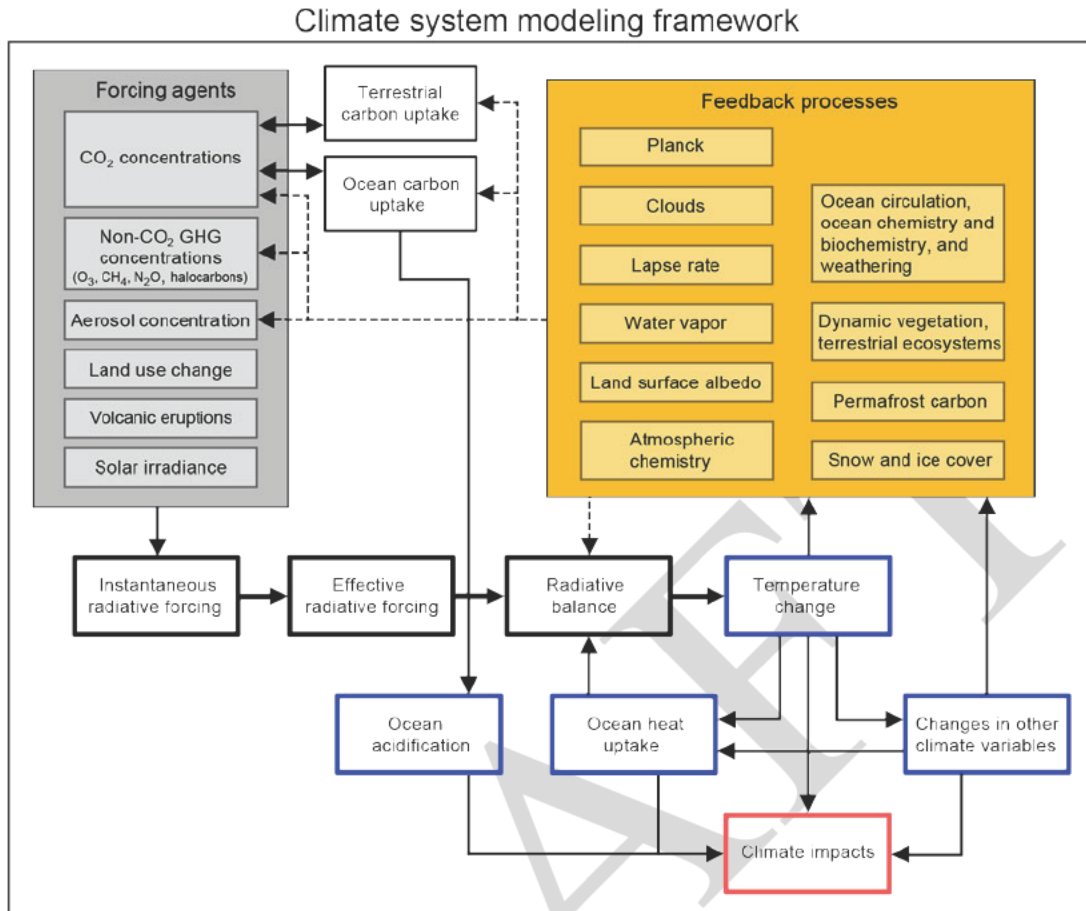 Climate system modeling framework
Forcing agents
CO₂ concentrations
Non-CO₂ GHG
concentrations
(O₃, CH₄, N₂O, halocarbons)
Aerosol concentration
Land use change
Volcanic eruptions
Solar irradiance
Terrestrial
carbon uptake
Ocean carbon
uptake
Feedback processes
Planck
Clouds
Lapse rate
Water vapor
Land surface albedo
Atmospheric
chemistry
Ocean circulation,
ocean chemistry and
biochemistry, and
weathering
Dynamic vegetation,
terrestrial ecosystems
Permafrost carbon
Snow and ice cover
Instantaneous
radiative forcing
Effective
radiative forcing
Radiative
balance
Temperature
change
Ocean
acidification
Ocean heat
uptake
Changes in other
climate variables
Climate impacts
AFT